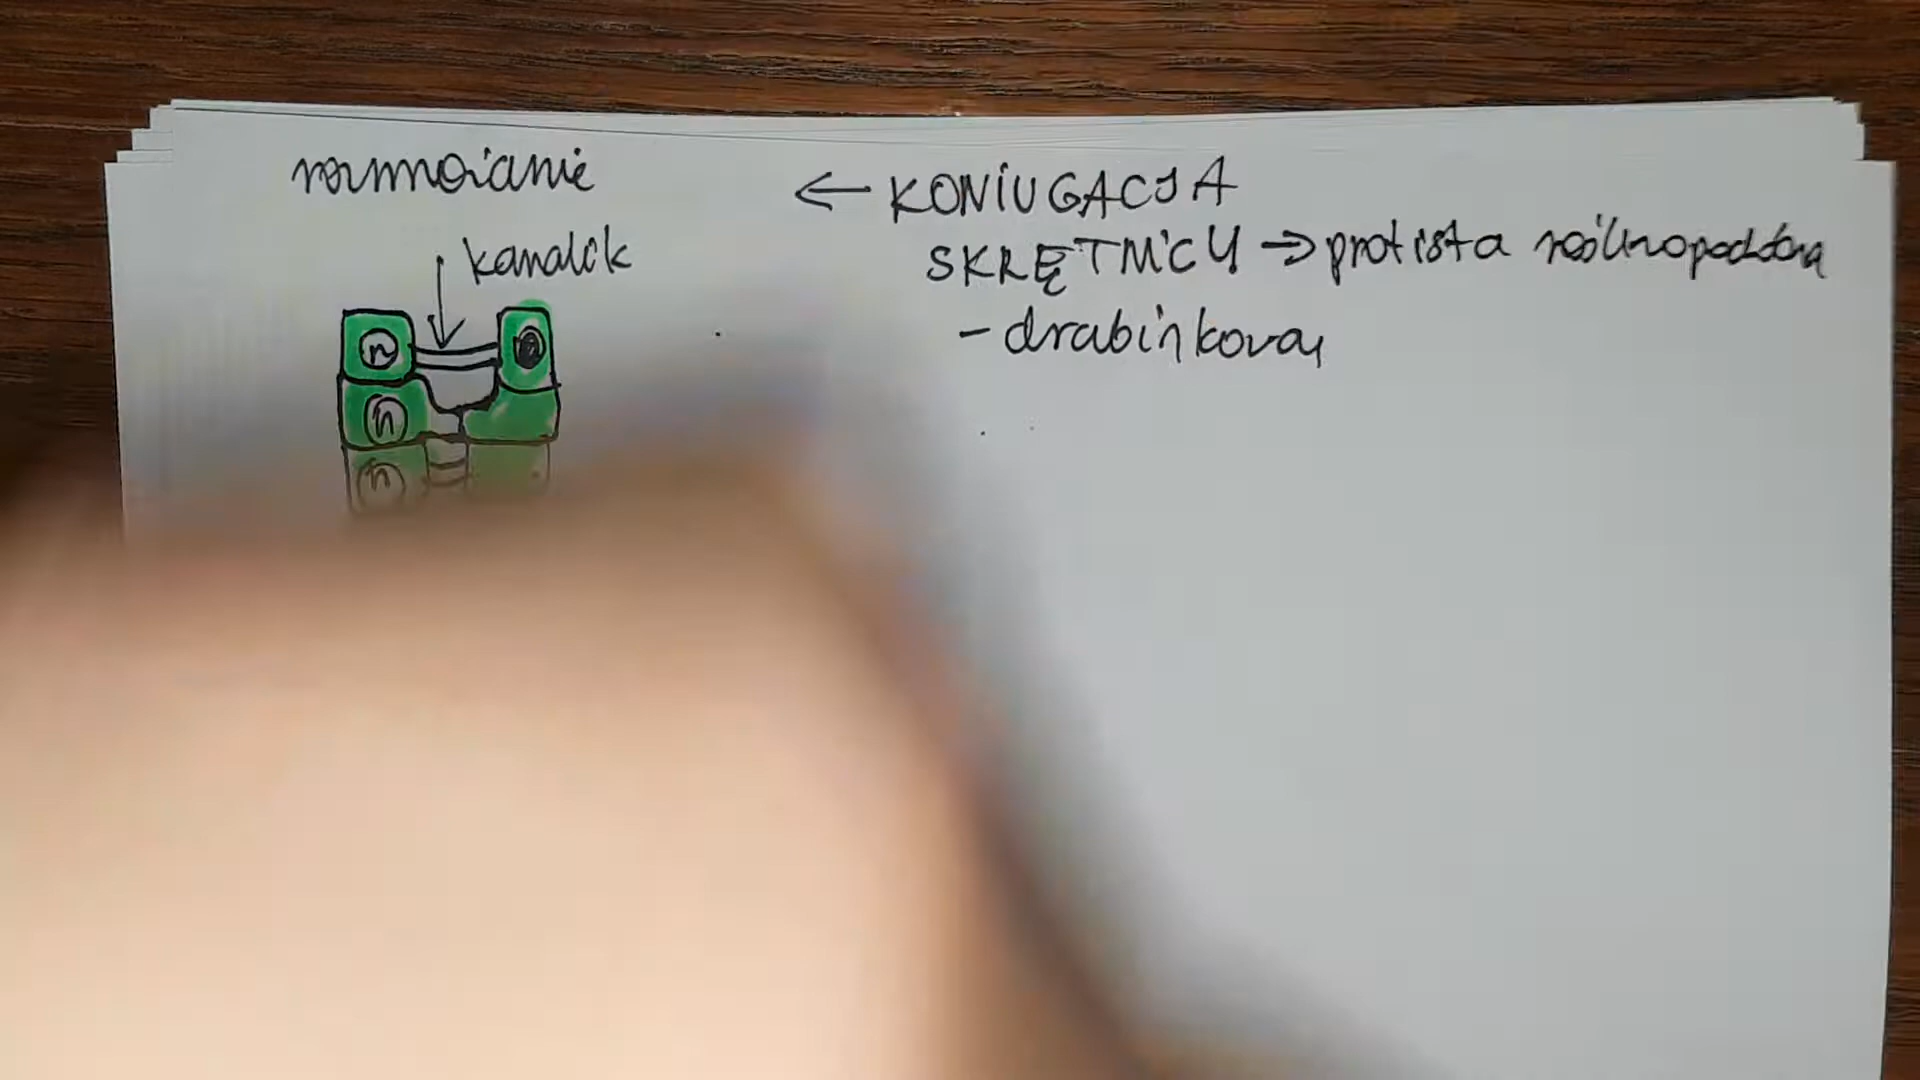 rozmnażanie
← KONIUGACJA
SKRĘTNICY → protista roślinopodobna
- drabinkowa
kanalik
n
n
n